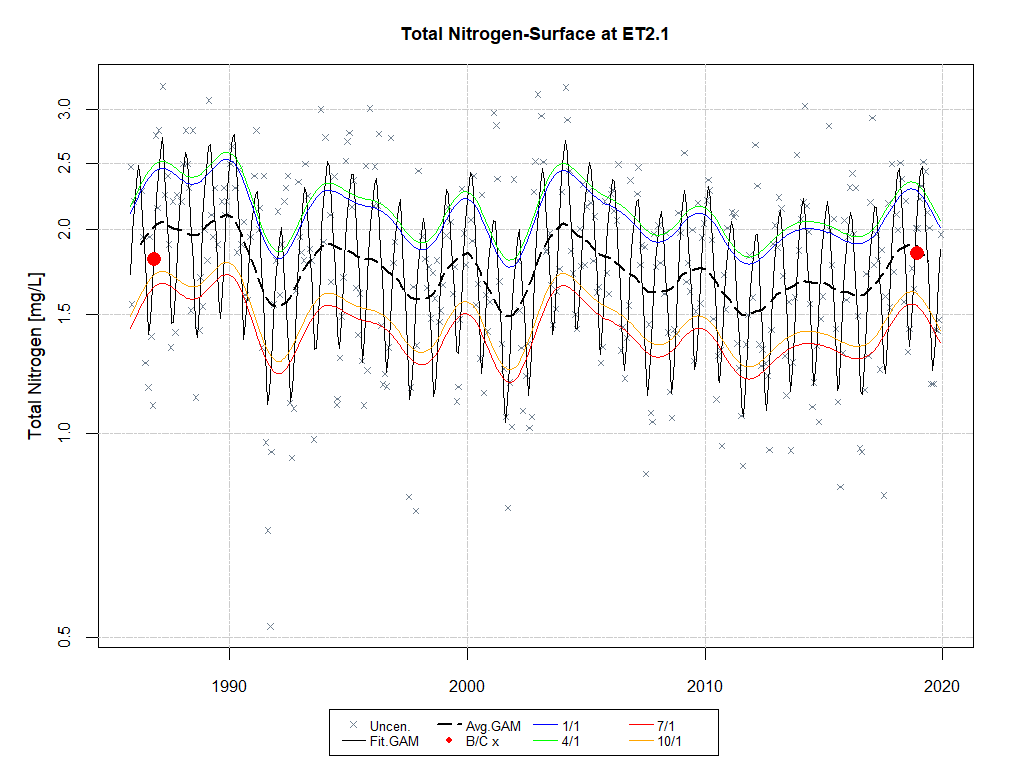 Total Nitrogen-Surface at ET2.1
Total Nitrogen [mg/L]
3.0
2.5
2.0
1.5
1.0
0.5
1990 2000 2010 2020
Uncen. Avg.GAM 1/1 7/1
Fit.GAM B/C x 4/1 10/1